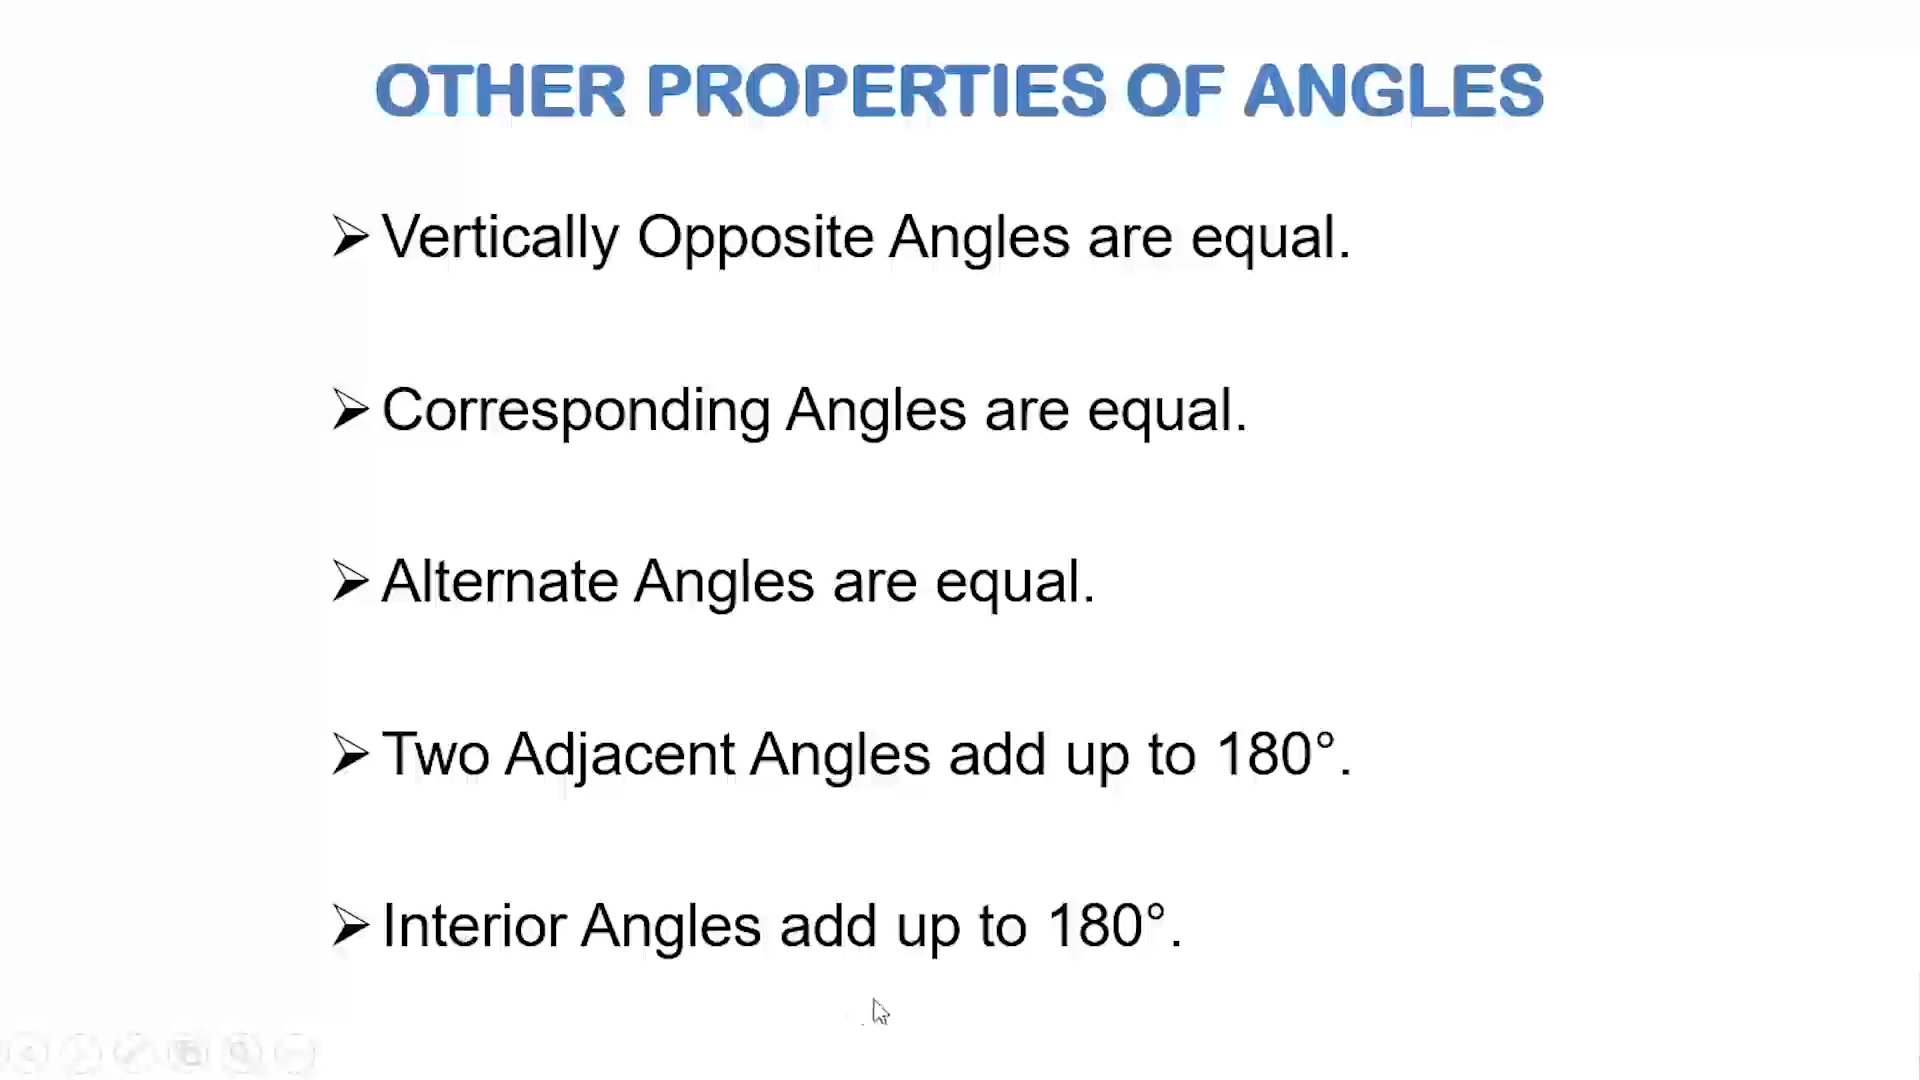 OTHER PROPERTIES OF ANGLES
➢ Vertically Opposite Angles are equal.
➢ Corresponding Angles are equal.
➢ Alternate Angles are equal.
➢ Two Adjacent Angles add up to 180°.
➢ Interior Angles add up to 180°.